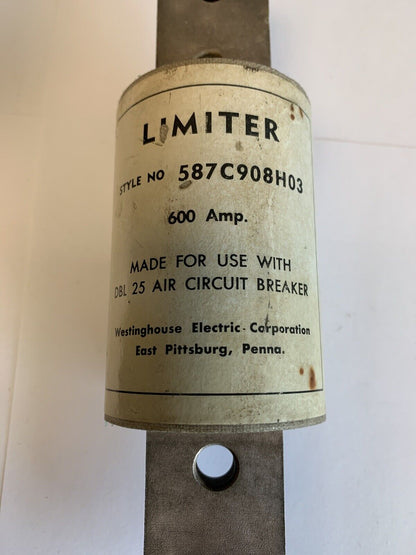 LIMITER
STYLE NO 587C908H03
600 Amp.
MADE FOR USE WITH
DBL 25 AIR CIRCUIT BREAKER
Westinghouse Electric Corporation
East Pittsburg, Penna.